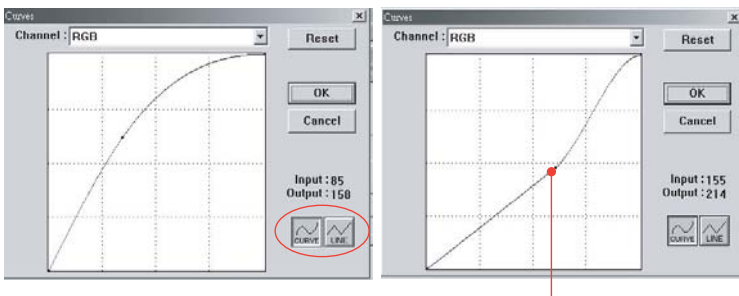 Curves
Channel : RGB
Reset
OK
Cancel
Input : 85
Output : 158
CURVE
LINE
Curves
Channel : RGB
Reset
OK
Cancel
Input : 155
Output : 214
CURVE
LINE